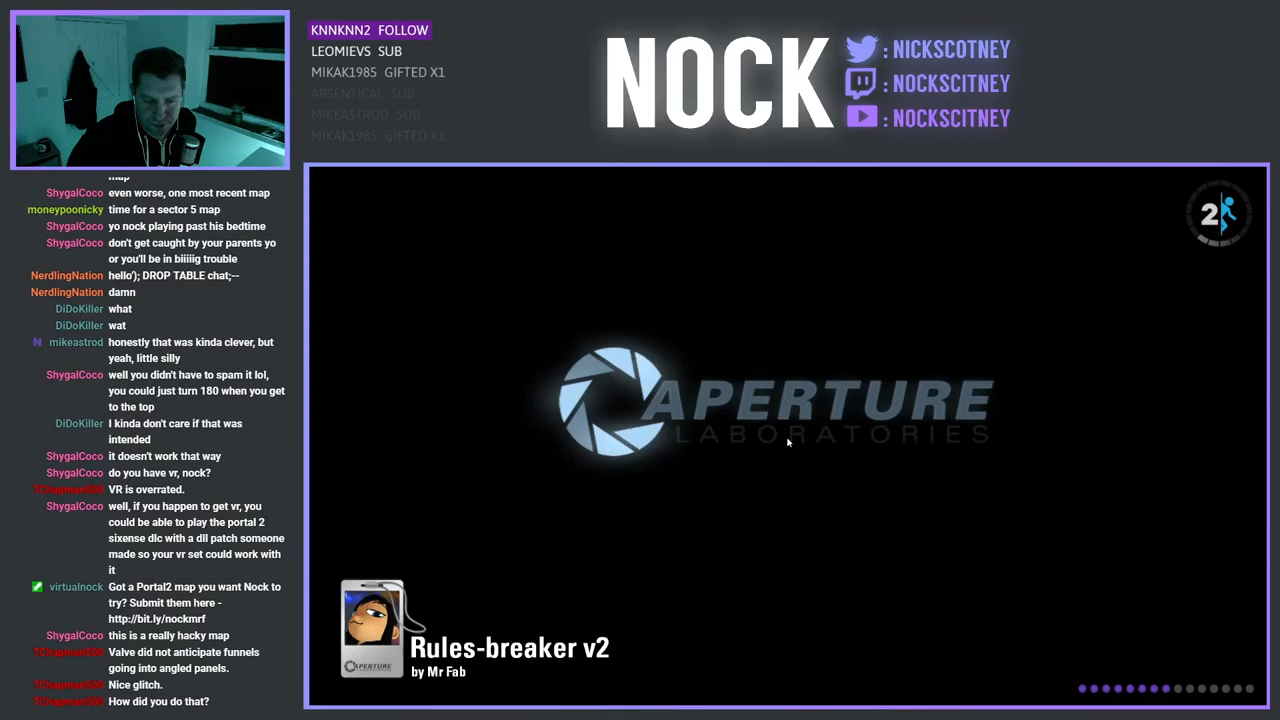 KNNKNN2 FOLLOW
LEOMIEVS SUB
MIKAK1985 GIFTED X1
ARSENTICAL SUB
MIKEASTROD SUB
MIKAK1985 GIFTED X1
NOCK
: NICKSCOTNEY
: NOCKSCITNEY
: NOCKSCITNEY
map
ShygalCoco even worse, one most recent map
moneypoonicky time for a sector 5 map
ShygalCoco yo nock playing past his bedtime
ShygalCoco don't get caught by your parents yo
or you'll be in biiiiig trouble
NerdlingNation hello'); DROP TABLE chat;--
NerdlingNation damn
DiDoKiller what
DiDoKiller wat
N mikeastrod honestly that was kinda clever, but
yeah, little silly
ShygalCoco well you didn't have to spam it lol,
you could just turn 180 when you get
to the top
DiDoKiller I kinda don't care if that was
intended
ShygalCoco it doesn't work that way
ShygalCoco do you have vr, nock?
TChapman500 VR is overrated.
ShygalCoco well, if you happen to get vr, you
could be able to play the portal 2
sixense dlc with a dll patch someone
made so your vr set could work with
it
virtualnock Got a Portal2 map you want Nock to
try? Submit them here -
http://bit.ly/nockmrf
ShygalCoco this is a really hacky map
TChapman500 Valve did not anticipate funnels
going into angled panels.
TChapman500 Nice glitch.
TChapman500 How did you do that?
2
APERTURE
LABORATORIES
APERTURE
Rules-breaker v2
by Mr Fab